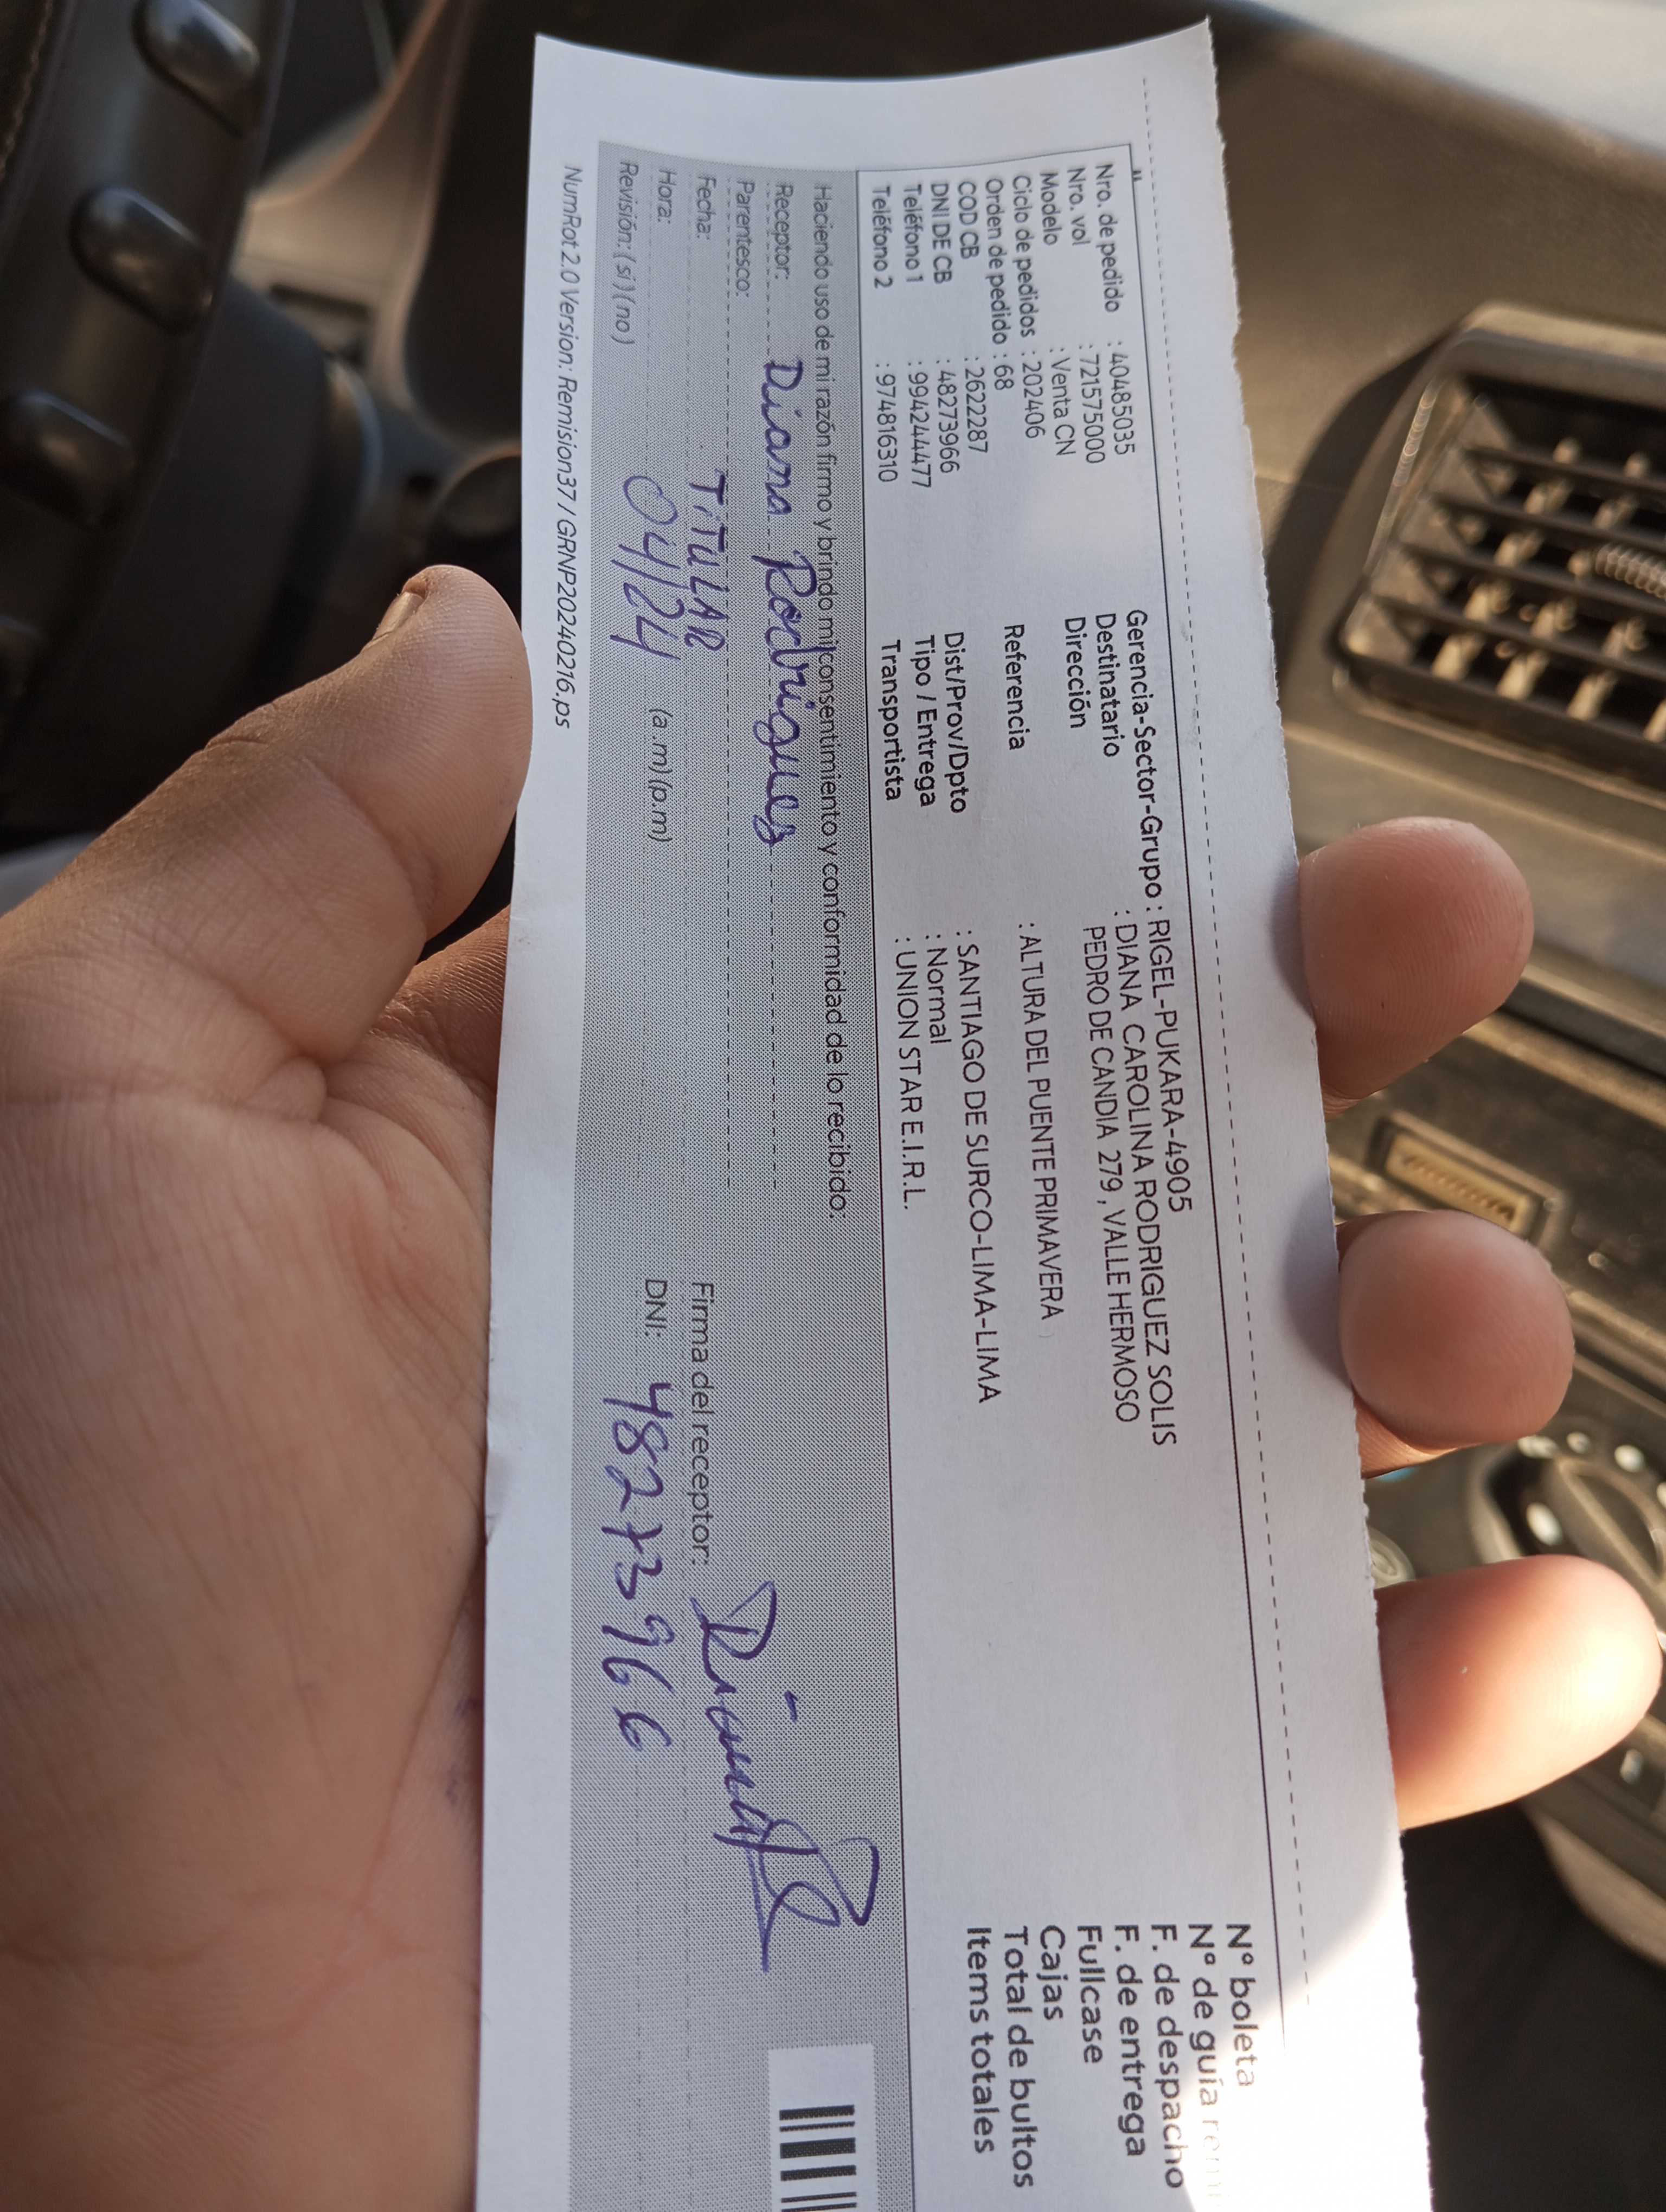 Nro. de pedido : 40485035
Nro. vol : 721575000
Modelo : Venta CN
Ciclo de pedidos : 202406
Orden de pedido : 68
COD CB : 2622287
DNI DE CB : 48273966
Teléfono 1 : 994244477
Teléfono 2 : 97481 6310
Gerencia-Sector-Grupo : RIGEL-PUKARA-4905
Destinatario : DIANA CAROLINA RODRIGUEZ SOLIS
Dirección PEDRO DE CANDIA 279 , VALLE HERMOSO
Referencia : ALTURA DEL PUENTE PRIMAVERA
Dist/Prov/Dpto : SANTIAGO DE SURCO-LIMA-LIMA
Tipo / Entrega : Normal
Transportista : UNION STAR E.I.R.L.
N° boleta
N° de guía
F. de despacho
F. de entrega
Fullcase
Cajas
Total de bultos
Items totales
Haciendo uso de mi razón firmo y brindo mi consentimiento y conformidad de lo recibido:
Receptor: Diana Rodrigues
Parentesco: TiTULAR
Fecha: 04/24
Hora: (a.m) (p.m)
Revisión: ( si ) ( no )
Firma del receptor:
DNI: 48273966
NumRot 2.0 Version: Remision37 / GRNP20240216.ps